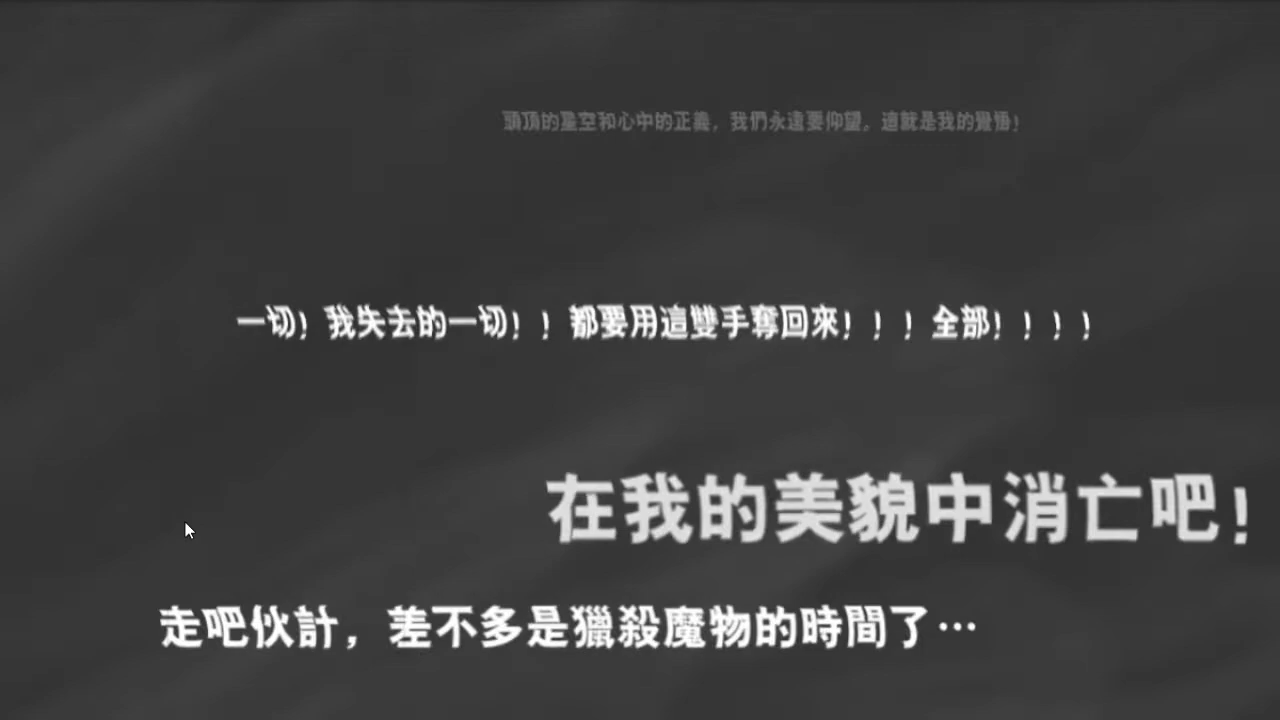 頭頂的星空和心中的正義，我們永遠要仰望。這就是我的覺悟！
一切！我失去的一切！！都要用這雙手奪回來！！！全部！！！！
在我的美貌中消亡吧！
走吧伙計，差不多是獵殺魔物的時間了…